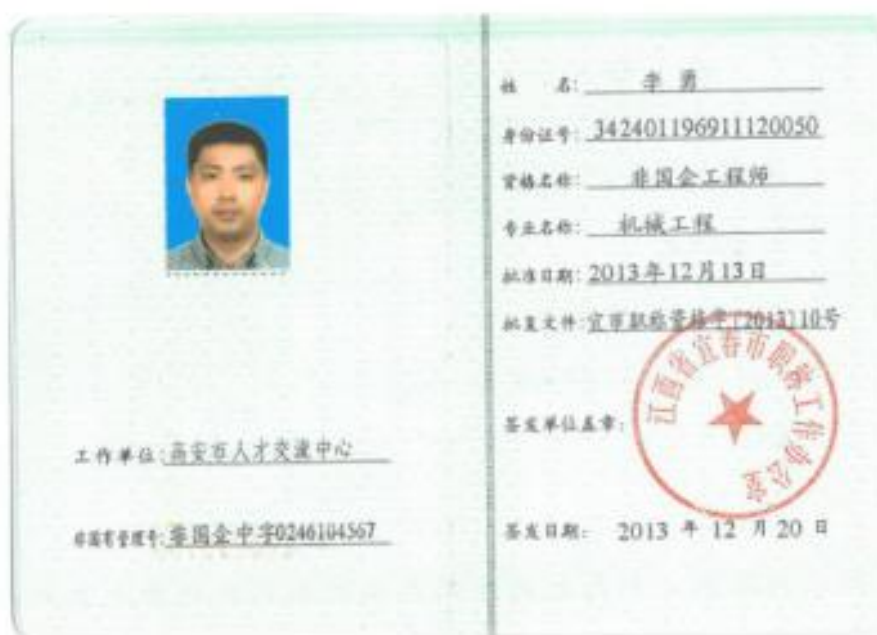 工作单位:高安市人才交流中心
非国有管理号:非国企中字0246104567
姓 名: 李勇
身份证号: 342401196911120050
资格名称: 非国企工程师
专业名称: 机械工程
批准日期: 2013年12月13日
批复文件:宜市职称资格字[2013]10号
江西省宜春市职称工作办公室
签发单位盖章:
签发日期: 2013 年 12 月 20 日